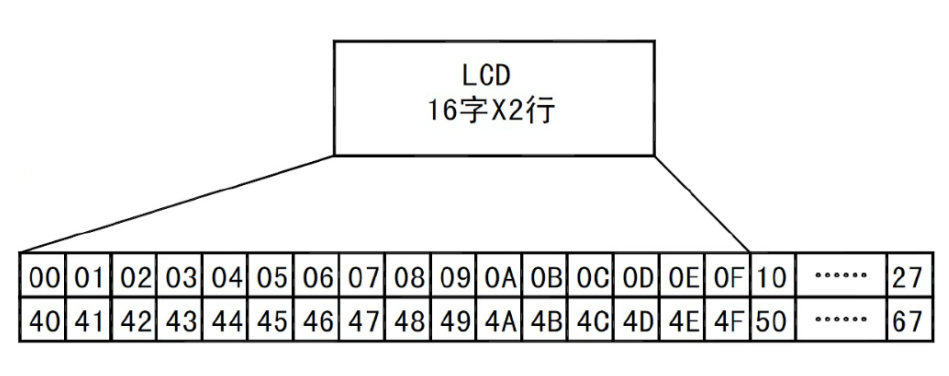 LCD
16字X2行
00 01 02 03 04 05 06 07 08 09 0A 0B 0C 0D 0E 0F 10 ······ 27
40 41 42 43 44 45 46 47 48 49 4A 4B 4C 4D 4E 4F 50 ······ 67